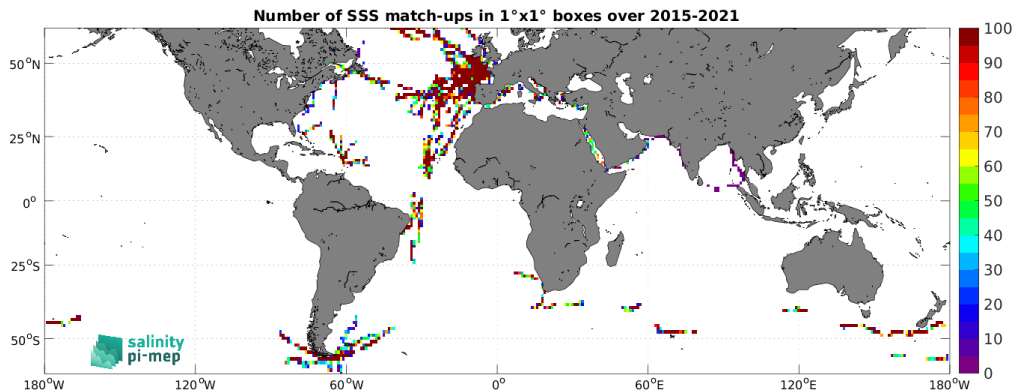 Number of SSS match-ups in 1°x1° boxes over 2015-2021
50°N
25°N
0°
25°S
50°S
180°W
120°W
60°W
0°
60°E
120°E
180°W
100
90
80
70
60
50
40
30
20
10
0
salinity
pi-mep